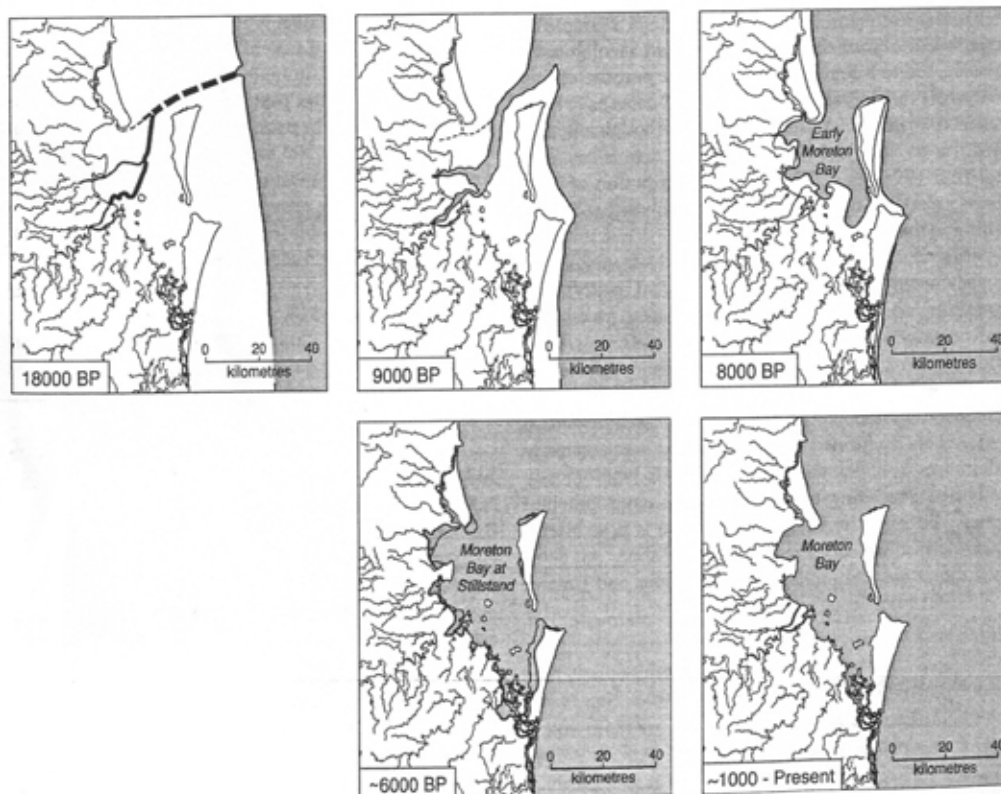 0 20 40
kilometres
18000 BP
0 20 40
kilometres
9000 BP
Early
Moreton
Bay
0 20 40
kilometres
8000 BP
Moreton
Bay at
Stillstand
0 20 40
kilometres
~6000 BP
Moreton
Bay
0 20 40
kilometres
~1000 - Present